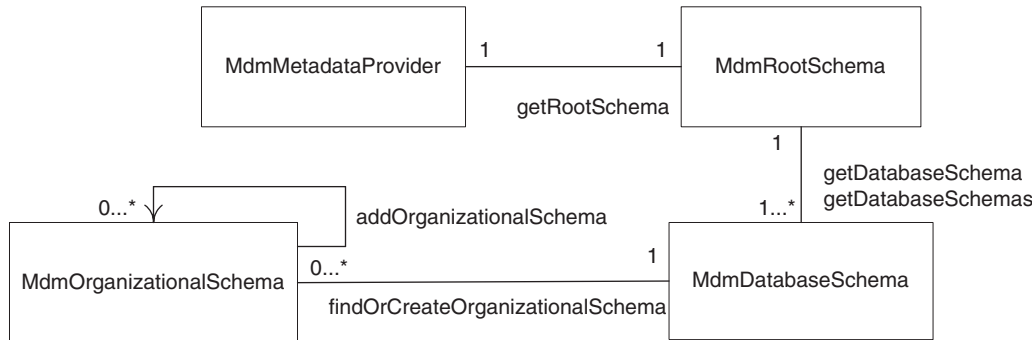 1 1
MdmMetadataProvider MdmRootSchema
getRootSchema
1
getDatabaseSchema
getDatabaseSchemas
0...* 1...*
addOrganizationalSchema
0...* 1
MdmOrganizationalSchema MdmDatabaseSchema
findOrCreateOrganizationalSchema